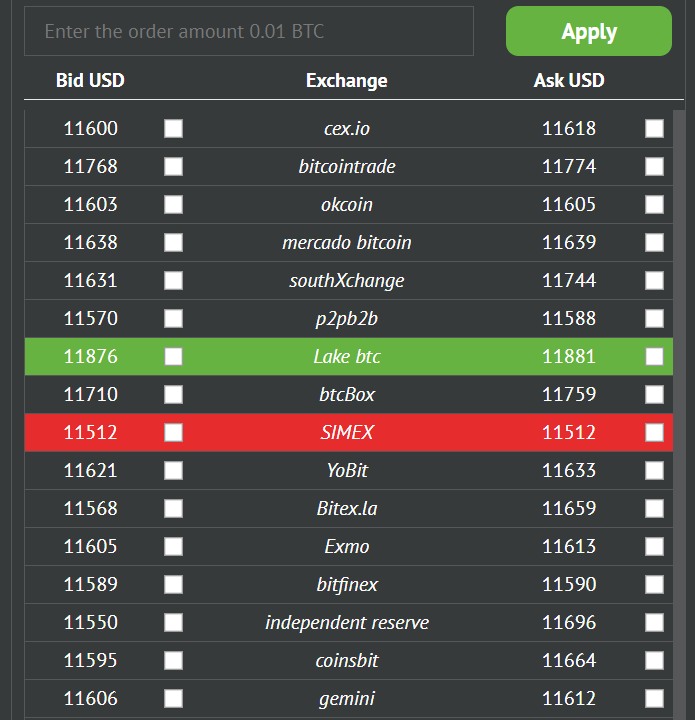 Enter the order amount 0.01 BTC Apply
Bid USD Exchange Ask USD
11600 cex.io 11618
11768 bitcointrade 11774
11603 okcoin 11605
11638 mercado bitcoin 11639
11631 southXchange 11744
11570 p2pb2b 11588
11876 Lake btc 11881
11710 btcBox 11759
11512 SIMEX 11512
11621 YoBit 11633
11568 Bitex.la 11659
11605 Exmo 11613
11589 bitfinex 11590
11550 independent reserve 11696
11595 coinsbit 11664
11606 gemini 11612